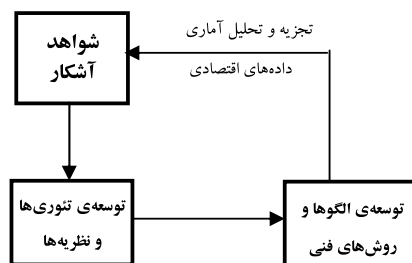 شواهد
آشکار
تجزیه و تحلیل آماری
داده‌های اقتصادی
توسعه‌ی تئوری‌ها
و نظریه‌ها
توسعه‌ی الگوها و
روش‌های فنی